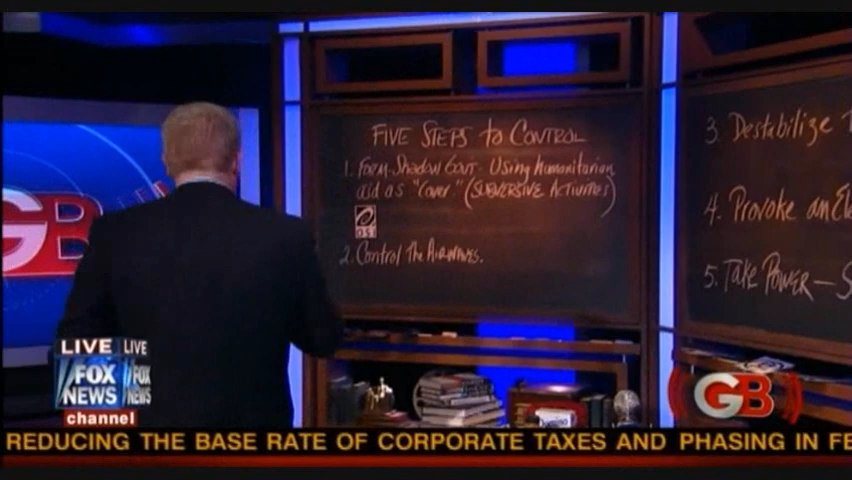 FIVE STEPS to CONTROL
1. FORM Shadow GOVT - Using Humanitarian
aid as "Cover" (SUBVERSIVE ACTIVITIES)
OSI
2. Control The AIRWAVES.
3. Destabilize
4. Provoke an
5. TAKE POWER —
GB
LIVE LIVE
FOX NEWS
FOX NEWS
channel
GB
REDUCING THE BASE RATE OF CORPORATE TAXES AND PHASING IN